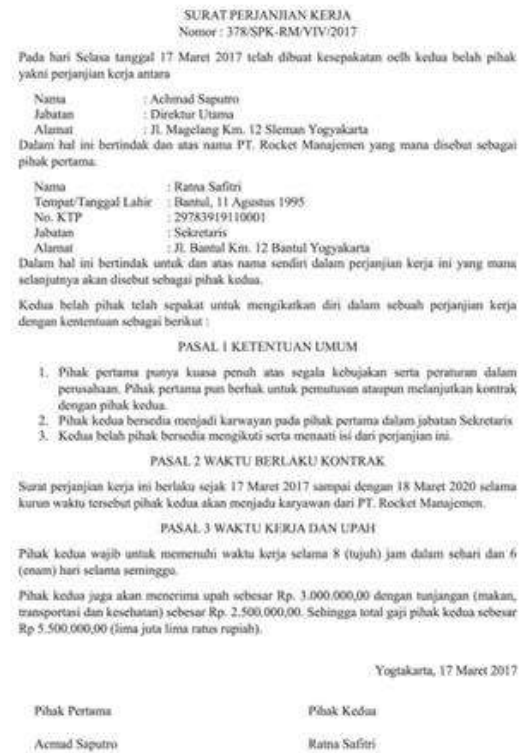 SURAT PERJANJIAN KERJA
Nomor : 378/SPK-RM/VIV/2017
Pada hari Selasa tanggal 17 Maret 2017 telah dibuat kesepakatan oelh kedua belah pihak
yakni perjanjian kerja antara
Nama : Achmad Saputro
Jabatan : Direktur Utama
Alamat : Jl. Magelang Km. 12 Sleman Yogyakarta
Dalam hal ini bertindak dan atas nama PT. Rocket Manajemen yang mana disebut sebagai
pihak pertama.
Nama : Ratna Safitri
Tempat/Tanggal Lahir : Bantul, 11 Agustus 1995
No. KTP : 29783919110001
Jabatan : Sekretaris
Alamat : Jl. Bantul Km. 12 Bantul Yogyakarta
Dalam hal ini bertindak untuk dan atas nama sendiri dalam perjanjian kerja ini yang mana
selanjutnya akan disebut sebagai pihak kedua.
Kedua belah pihak telah sepakat untuk mengikatkan diri dalam sebuah perjanjian kerja
dengan kententuan sebagai berikut :
PASAL 1 KETENTUAN UMUM
1. Pihak pertama punya kuasa penuh atas segala kebujakan serta peraturan dalam
perusahaan. Pihak pertama pun berhak untuk pemutusan ataupun melanjutkan kontrak
dengan pihak kedua.
2. Pihak kedua bersedia menjadi karwayan pada pihak pertama dalam jabatan Sekretaris
3. Kedua belah pihak bersedia mengikuti serta menaati isi dari perjanjian ini.
PASAL 2 WAKTU BERLAKU KONTRAK
Surat perjanjian kerja ini berlaku sejak 17 Maret 2017 sampai dengan 18 Maret 2020 selama
kurun waktu tersebut pihak kedua akan menjadu karyawan dari PT. Rocket Manajemen.
PASAL 3 WAKTU KERJA DAN UPAH
Pihak kedua wajib untuk memenuhi waktu kerja selama 8 (tujuh) jam dalam sehari dan 6
(enam) hari selama seminggu.
Pihak kedua juga akan menerima upah sebesar Rp. 3.000.000,00 dengan tunjangan (makan,
transportasi dan kesehatan) sebesar Rp. 2.500.000,00. Sehingga total gaji pihak kedua sebesar
Rp 5.500.000,00 (lima juta lima ratus rupiah).
Yogtakarta, 17 Maret 2017
Pihak Pertama Pihak Kedua
Acmad Saputro Ratna Safitri